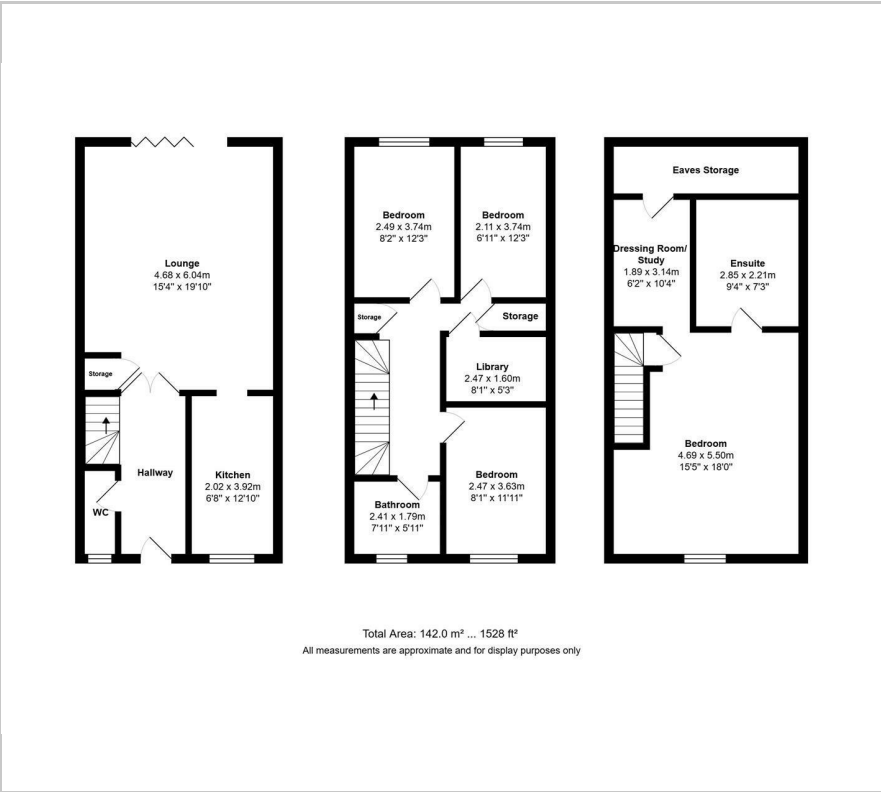 Lounge
4.68 x 6.04m
15'4" x 19'10"
Storage
Hallway
Kitchen
2.02 x 3.92m
6'8" x 12'10"
WC
Bedroom
2.49 x 3.74m
8'2" x 12'3"
Bedroom
2.11 x 3.74m
6'11" x 12'3"
Storage
Storage
Library
2.47 x 1.60m
8'1" x 5'3"
Bedroom
2.47 x 3.63m
8'1" x 11'11"
Bathroom
2.41 x 1.79m
7'11" x 5'11"
Eaves Storage
Dressing Room/
Study
1.89 x 3.14m
6'2" x 10'4"
Ensuite
2.85 x 2.21m
9'4" x 7'3"
Bedroom
4.69 x 5.50m
15'5" x 18'0"
Total Area: 142.0 m² ... 1528 ft²
All measurements are approximate and for display purposes only